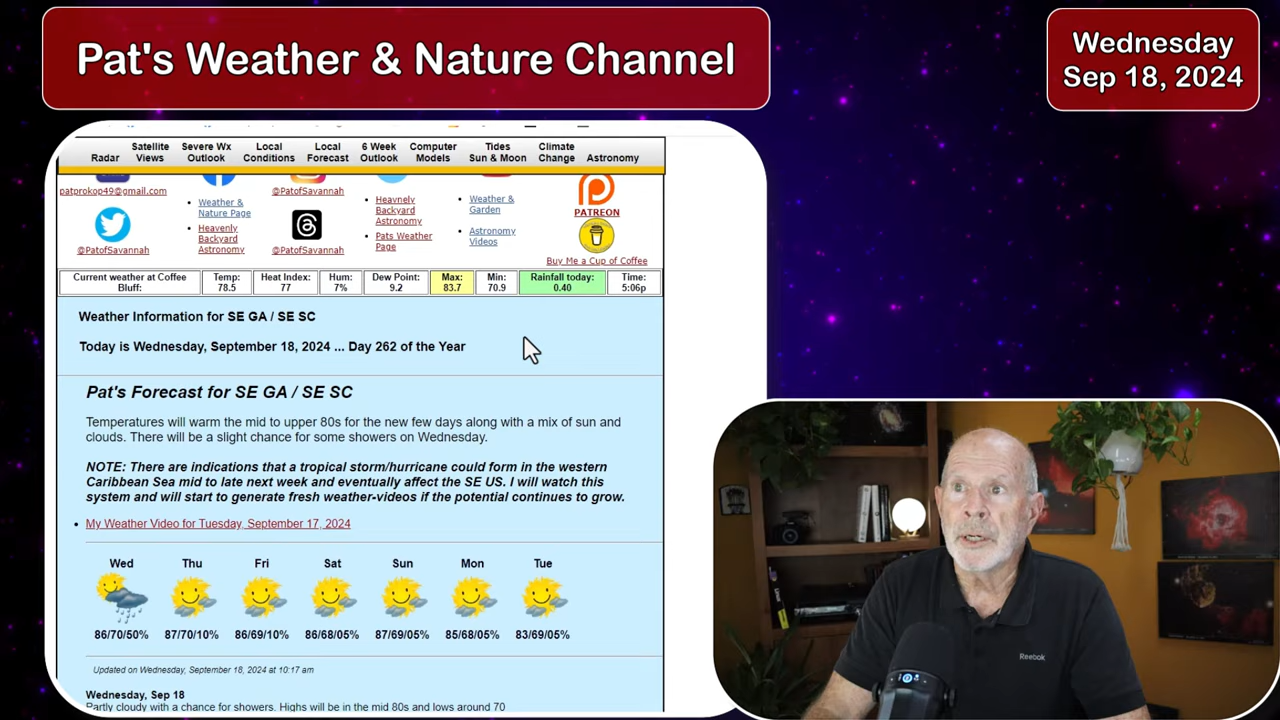 Pat's Weather & Nature Channel
Wednesday
Sep 18, 2024
Radar
Satellite
Views
Severe Wx
Outlook
Local
Conditions
Local
Forecast
6 Week
Outlook
Computer
Models
Tides
Sun & Moon
Climate
Change
Astronomy
patprokop49@gmail.com
@PatofSavannah
Weather &
Nature Page
Heavenly
Backyard
Astronomy
@PatofSavannah
@PatofSavannah
Heavnely
Backyard
Astronomy
Pats Weather
Page
Weather &
Garden
Astronomy
Videos
PATREON
Buy Me a Cup of Coffee
Current weather at Coffee
Bluff:
Temp:
78.5
Heat Index:
77
Hum:
7%
Dew Point:
9.2
Max:
83.7
Min:
70.9
Rainfall today:
0.40
Time:
5:06p
Weather Information for SE GA / SE SC
Today is Wednesday, September 18, 2024 ... Day 262 of the Year
Pat's Forecast for SE GA / SE SC
Temperatures will warm the mid to upper 80s for the new few days along with a mix of sun and
clouds. There will be a slight chance for some showers on Wednesday.
NOTE: There are indications that a tropical storm/hurricane could form in the western
Caribbean Sea mid to late next week and eventually affect the SE US. I will watch this
system and will start to generate fresh weather-videos if the potential continues to grow.
My Weather Video for Tuesday, September 17, 2024
Wed Thu Fri Sat Sun Mon Tue
86/70/50% 87/70/10% 86/69/10% 86/68/05% 87/69/05% 85/68/05% 83/69/05%
Updated on Wednesday, September 18, 2024 at 10:17 am
Wednesday, Sep 18
Partly cloudy with a chance for showers. Highs will be in the mid 80s and lows around 70
Reebok